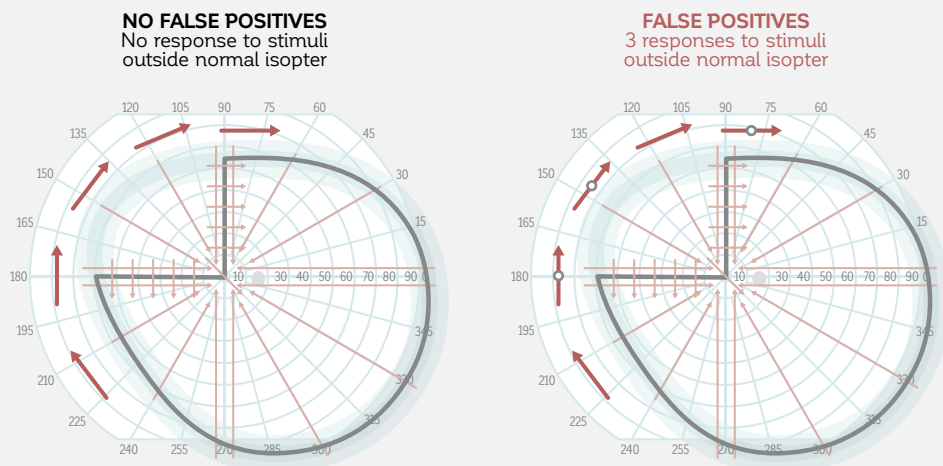 NO FALSE POSITIVES
No response to stimuli
outside normal isopter
120 105 90 75 60
135 45
150 30
165 15
180 10 30 40 50 60 70 80 90
195 345
210 330
225 315
240 255 270 285 300
FALSE POSITIVES
3 responses to stimuli
outside normal isopter
120 105 90 75 60
135 45
150 30
165 15
180 10 30 40 50 60 70 80 90
195 345
210 330
225 315
240 255 270 285 300